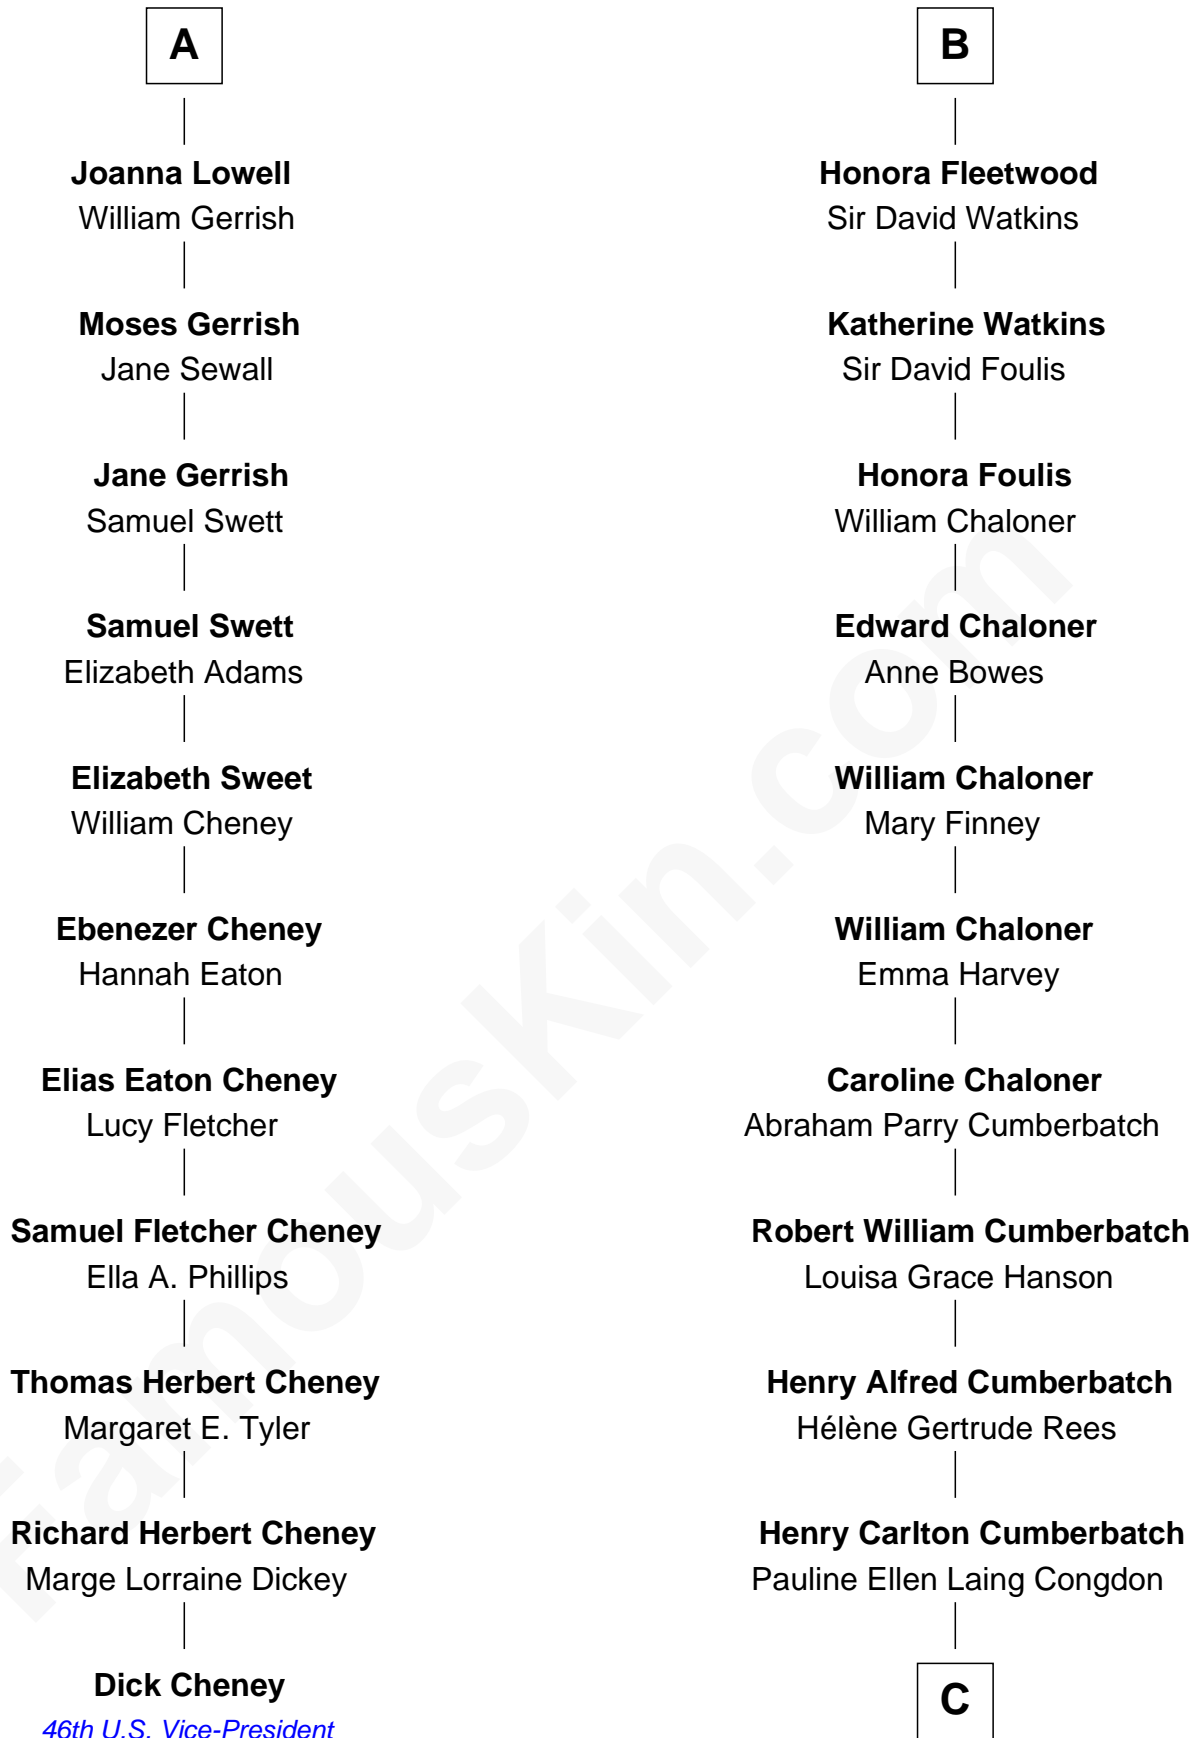 A
Joanna Lowell
William Gerrish
Moses Gerrish
Jane Sewall
Jane Gerrish
Samuel Swett
Samuel Swett
Elizabeth Adams
Elizabeth Sweet
William Cheney
Ebenezer Cheney
Hannah Eaton
Elias Eaton Cheney
Lucy Fletcher
Samuel Fletcher Cheney
Ella A. Phillips
Thomas Herbert Cheney
Margaret E. Tyler
Richard Herbert Cheney
Marge Lorraine Dickey
Dick Cheney
46th U.S. Vice-President
B
Honora Fleetwood
Sir David Watkins
Katherine Watkins
Sir David Foulis
Honora Foulis
William Chaloner
Edward Chaloner
Anne Bowes
William Chaloner
Mary Finney
William Chaloner
Emma Harvey
Caroline Chaloner
Abraham Parry Cumberbatch
Robert William Cumberbatch
Louisa Grace Hanson
Henry Alfred Cumberbatch
Hélène Gertrude Rees
Henry Carlton Cumberbatch
Pauline Ellen Laing Congdon
C
FamousKin.com